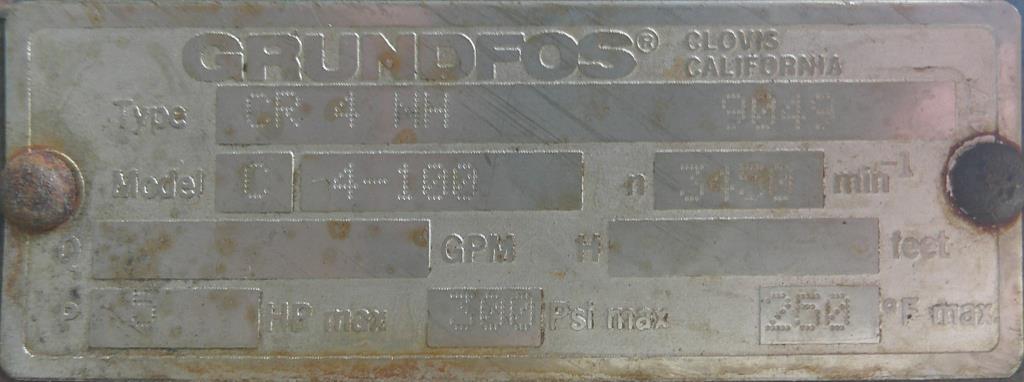 GRUNDFOS® CLOVIS CALIFORNIA
Type CR 4 WH 9049
Model C -4-100 n 3450 min⁻¹
Q GPM H feet
P 5 HP max 300 Psi max 250 °F max